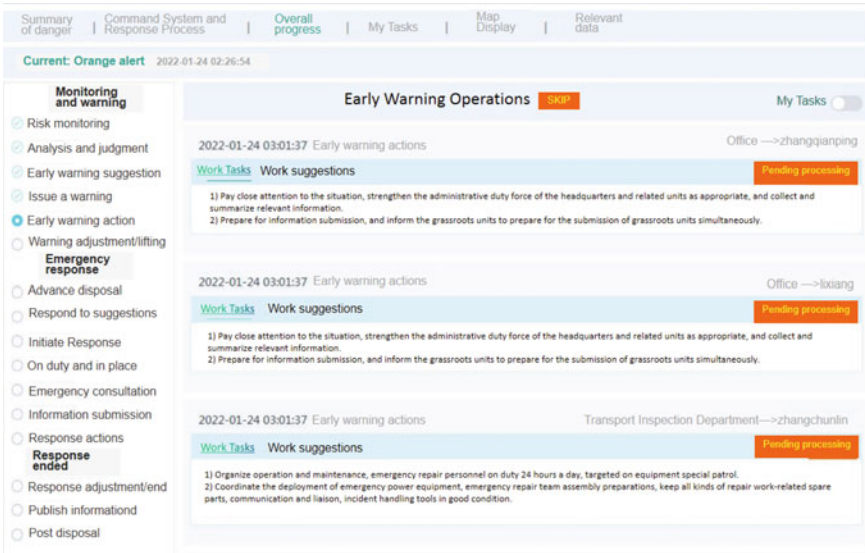 Summary of danger | Command System and Response Process | Overall progress | My Tasks | Map Display | Relevant data
Current: Orange alert 2022-01-24 02:26:54
Monitoring and warning
Risk monitoring
Analysis and judgment
Early warning suggestion
Issue a warning
Early warning action
Warning adjustment/lifting
Emergency response
Advance disposal
Respond to suggestions
Initiate Response
On duty and in place
Emergency consultation
Information submission
Response actions
Response ended
Response adjustment/end
Publish informationd
Post disposal
Early Warning Operations SKIP My Tasks
2022-01-24 03:01:37 Early warning actions Office --->zhangqianping
Work Tasks Work suggestions Pending processing
1) Pay close attention to the situation, strengthen the administrative duty force of the headquarters and related units as appropriate, and collect and
summarize relevant information.
2) Prepare for information submission, and inform the grassroots units to prepare for the submission of grassroots units simultaneously.
2022-01-24 03:01:37 Early warning actions Office --->lixiang
Work Tasks Work suggestions Pending processing
1) Pay close attention to the situation, strengthen the administrative duty force of the headquarters and related units as appropriate, and collect and
summarize relevant information.
2) Prepare for information submission, and inform the grassroots units to prepare for the submission of grassroots units simultaneously.
2022-01-24 03:01:37 Early warning actions Transport Inspection Department--->zhangchunlin
Work Tasks Work suggestions Pending processing
1) Organize operation and maintenance, emergency repair personnel on duty 24 hours a day, targeted on equipment special patrol.
2) Coordinate the deployment of emergency power equipment, emergency repair team assembly preparations, keep all kinds of repair work-related spare
parts, communication and liaison, incident handling tools in good condition.